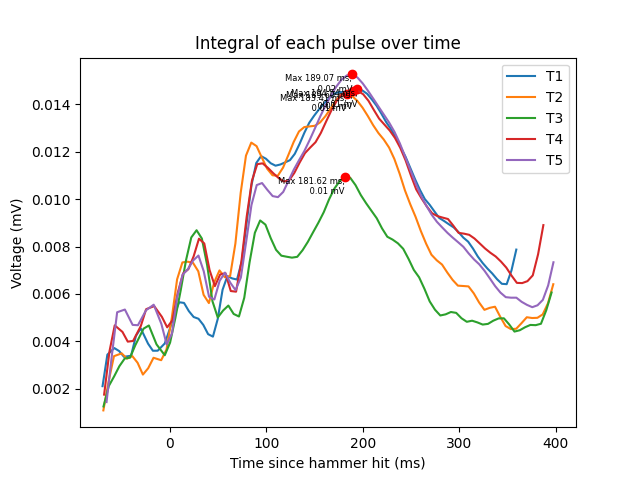 Integral of each pulse over time
T1
T2
T3
T4
T5
Max 189.07 ms,
0.02 mV
Max 181.62 ms,
0.01 mV
0.014
0.012
0.010
0.008
0.006
0.004
0.002
Voltage (mV)
0
100
200
300
400
Time since hammer hit (ms)